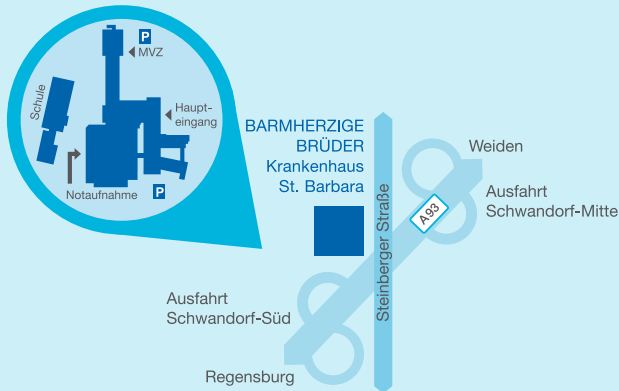 P
MVZ
Schule
Haupt-
eingang
Notaufnahme
P
BARMHERZIGE
BRÜDER
Krankenhaus
St. Barbara
Steinberger Straße
Weiden
Ausfahrt
Schwandorf-Mitte
A93
Ausfahrt
Schwandorf-Süd
Regensburg